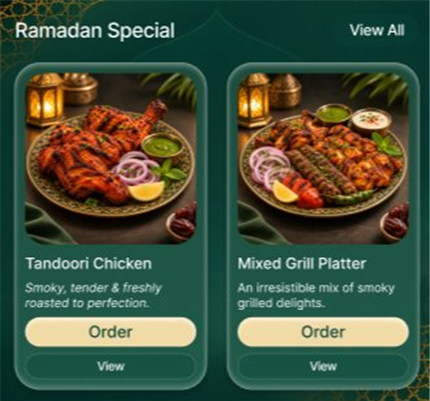 Ramadan Special
View All
Tandoori Chicken
Smoky, tender & freshly
roasted to perfection.
Order
View
Mixed Grill Platter
An irresistible mix of smoky
grilled delights.
Order
View